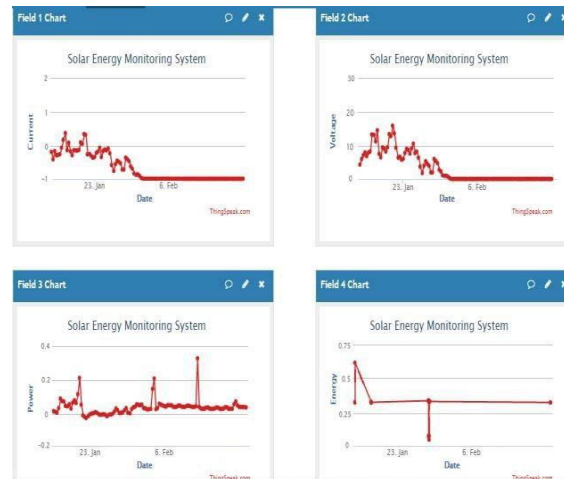 Field 1 Chart
Solar Energy Monitoring System
Current
2
1
0
-1
23. Jan
6. Feb
Date
ThingSpeak.com
Field 2 Chart
Solar Energy Monitoring System
Voltage
30
20
10
0
23. Jan
6. Feb
Date
ThingSpeak.com
Field 3 Chart
Solar Energy Monitoring System
Power
0.4
0.2
0
-0.2
23. Jan
6. Feb
Date
ThingSpeak.com
Field 4 Chart
Solar Energy Monitoring System
Energy
0.75
0.5
0.25
0
23. Jan
6. Feb
Date
ThingSpeak.com